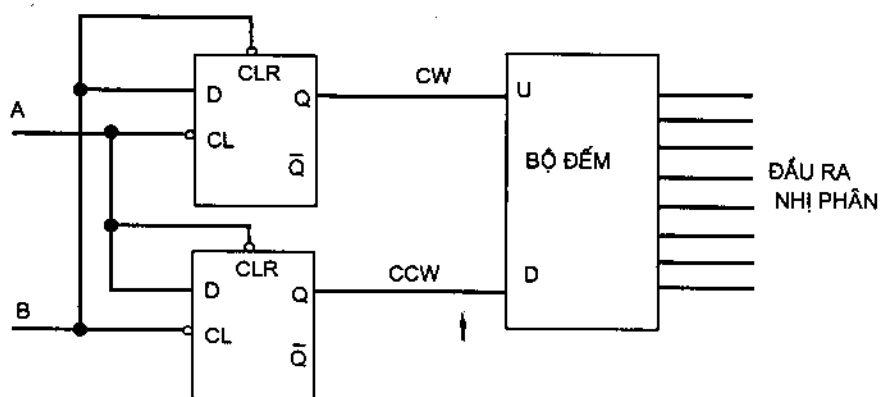 A
B
CLR
D
Q
CL
Q̅
CLR
D
Q
CL
Q̅
CW
CCW
U
BỘ ĐẾM
D
ĐẦU RA
NHỊ PHÂN